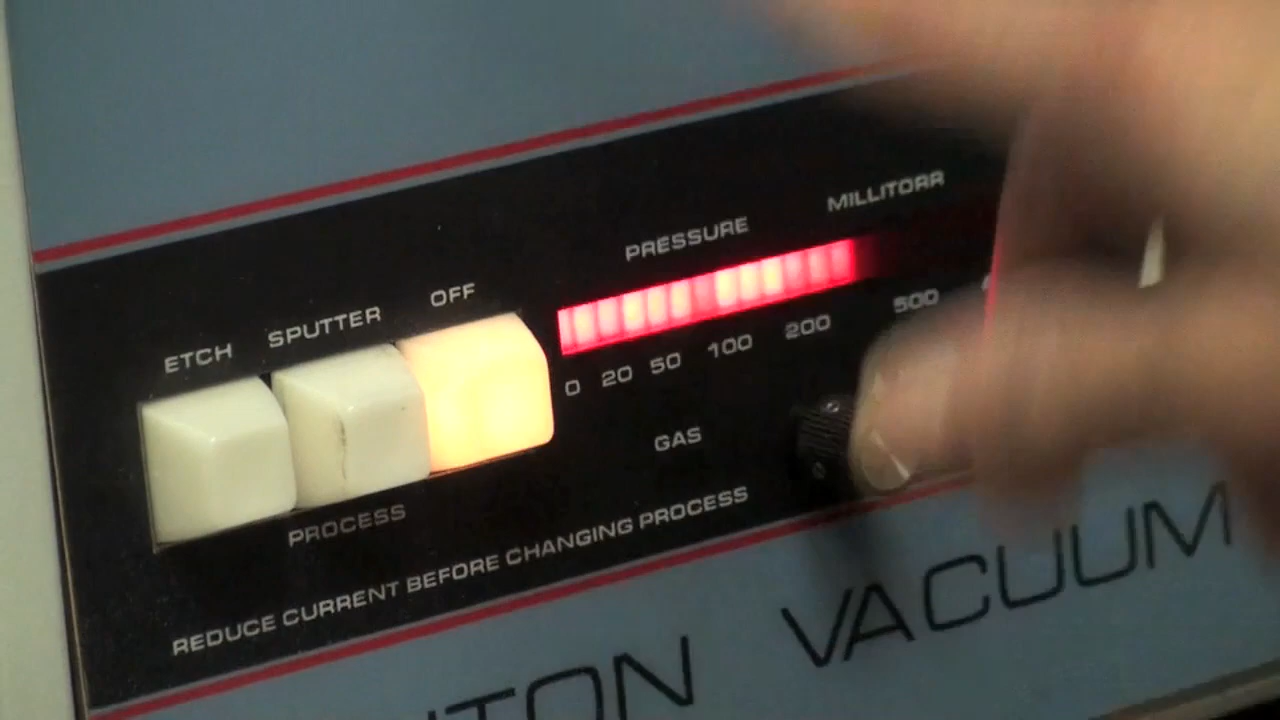 MILLITORR
PRESSURE
OFF
SPUTTER
ETCH
0 20 50 100 200 500
GAS
PROCESS
REDUCE CURRENT BEFORE CHANGING PROCESS
VACUUM